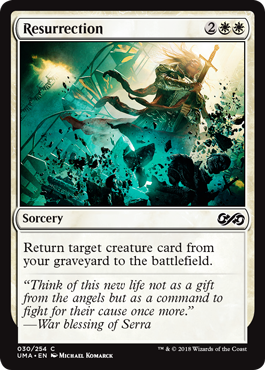 Resurrection 2
Sorcery
Return target creature card from
your graveyard to the battlefield.
“Think of this new life not as a gift
from the angels but as a command to
fight for their cause once more.”
—War blessing of Serra
030/254 C
UMA • EN Michael Komarck
™ & © 2018 Wizards of the Coast